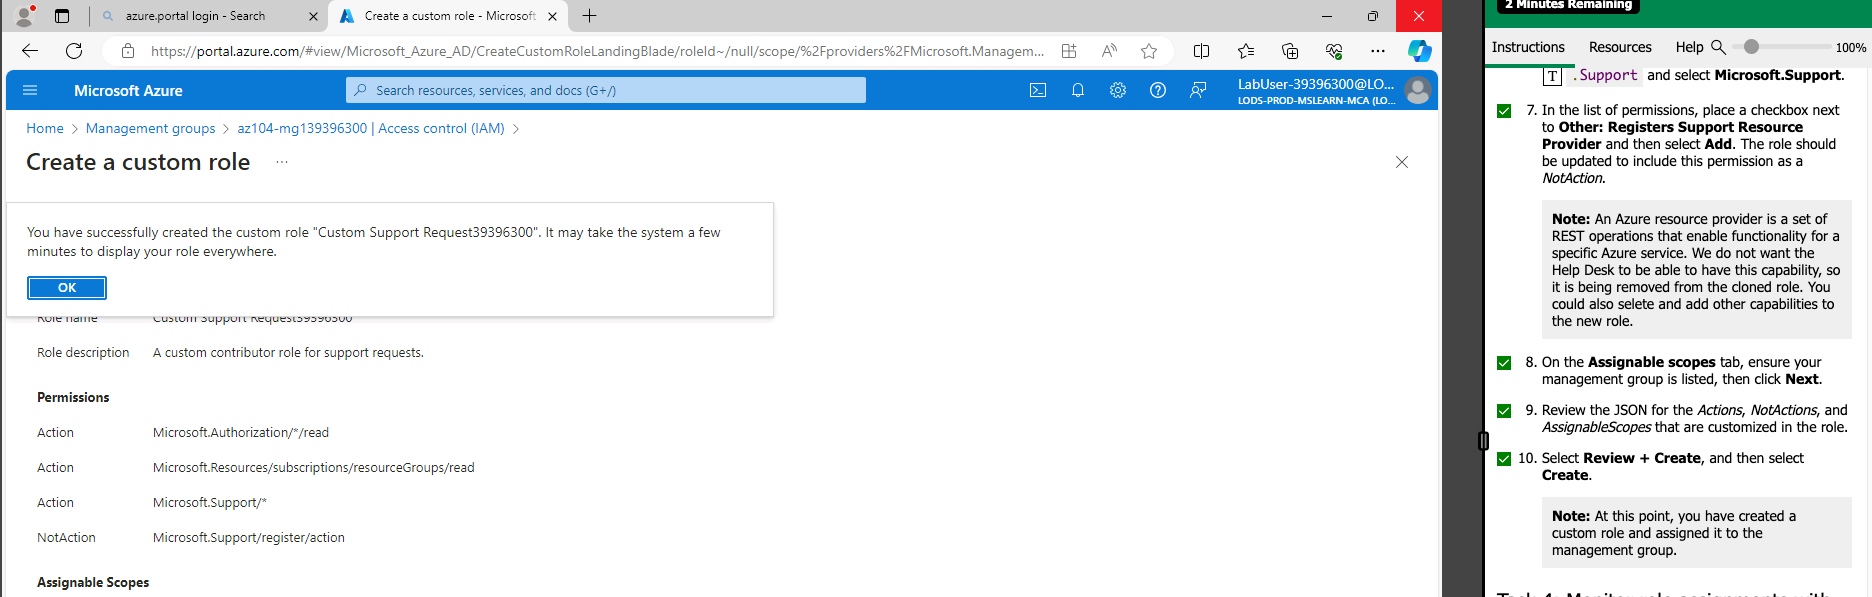 azure.portal login - Search
Create a custom role - Microsoft
https://portal.azure.com/#view/Microsoft_Azure_AD/CreateCustomRoleLandingBlade/roleId~/null/scope/%2Fproviders%2FMicrosoft.Managem...
Microsoft Azure
Search resources, services, and docs (G+/)
LabUser-39396300@LO...
LODS-PROD-MSLEARN-MCA (LO...
Home > Management groups > az104-mg139396300 | Access control (IAM) >
Create a custom role ...
You have successfully created the custom role "Custom Support Request39396300". It may take the system a few
minutes to display your role everywhere.
OK
Role name Custom Support Request39396300
Role description A custom contributor role for support requests.
Permissions
Action Microsoft.Authorization/*/read
Action Microsoft.Resources/subscriptions/resourceGroups/read
Action Microsoft.Support/*
NotAction Microsoft.Support/register/action
Assignable Scopes
2 Minutes Remaining
Instructions Resources Help 100%
T .Support and select Microsoft.Support.
7. In the list of permissions, place a checkbox next
to Other: Registers Support Resource
Provider and then select Add. The role should
be updated to include this permission as a
NotAction.
Note: An Azure resource provider is a set of
REST operations that enable functionality for a
specific Azure service. We do not want the
Help Desk to be able to have this capability, so
it is being removed from the cloned role. You
could also selete and add other capabilities to
the new role.
8. On the Assignable scopes tab, ensure your
management group is listed, then click Next.
9. Review the JSON for the Actions, NotActions, and
AssignableScopes that are customized in the role.
10. Select Review + Create, and then select
Create.
Note: At this point, you have created a
custom role and assigned it to the
management group.
Task 4: Monitor role assignments with